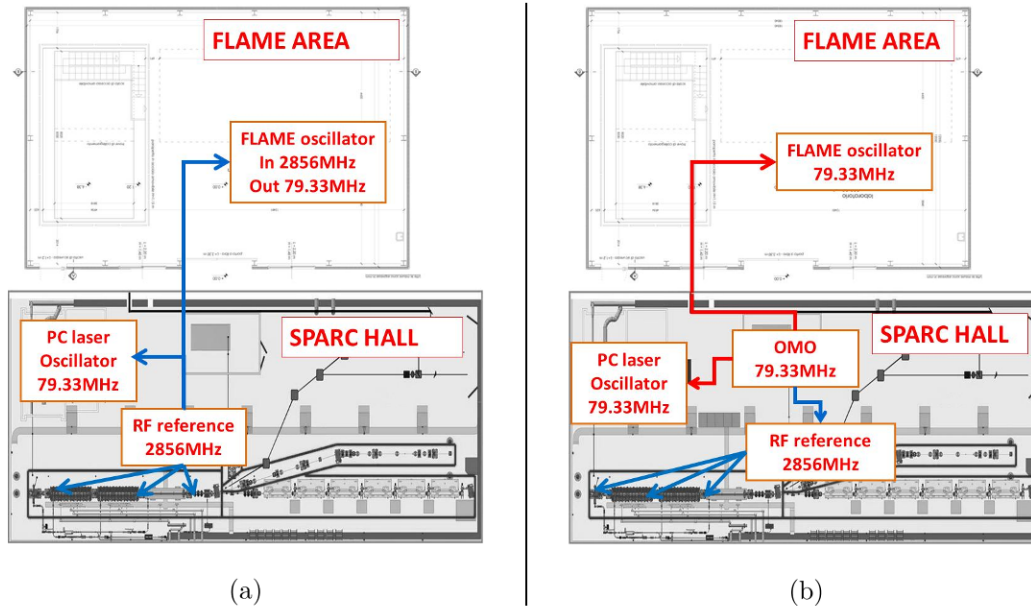 FLAME AREA
FLAME oscillator
In 2856MHz
Out 79.33MHz
SPARC HALL
PC laser
Oscillator
79.33MHz
RF reference
2856MHz
(a)
FLAME AREA
FLAME oscillator
79.33MHz
laboratorio
SPARC HALL
OMO
79.33MHz
PC laser
Oscillator
79.33MHz
RF reference
2856MHz
(b)